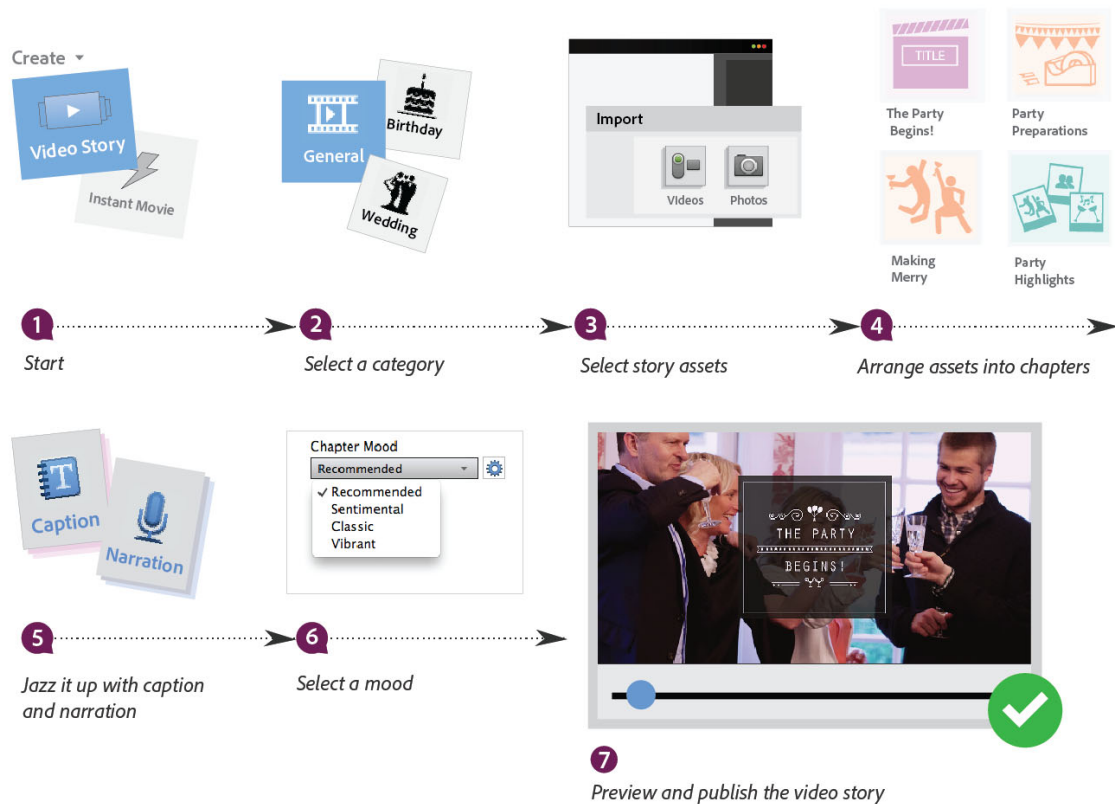 Create
Video Story
Instant Movie
General
Birthday
Wedding
Import
Videos
Photos
TITLE
The Party
Begins!
Party
Preparations
Making
Merry
Party
Highlights
1
Start
2
Select a category
3
Select story assets
4
Arrange assets into chapters
T
Caption
Narration
Chapter Mood
Recommended
Recommended
Sentimental
Classic
Vibrant
THE PARTY
BEGINS!
5
Jazz it up with caption
and narration
6
Select a mood
7
Preview and publish the video story